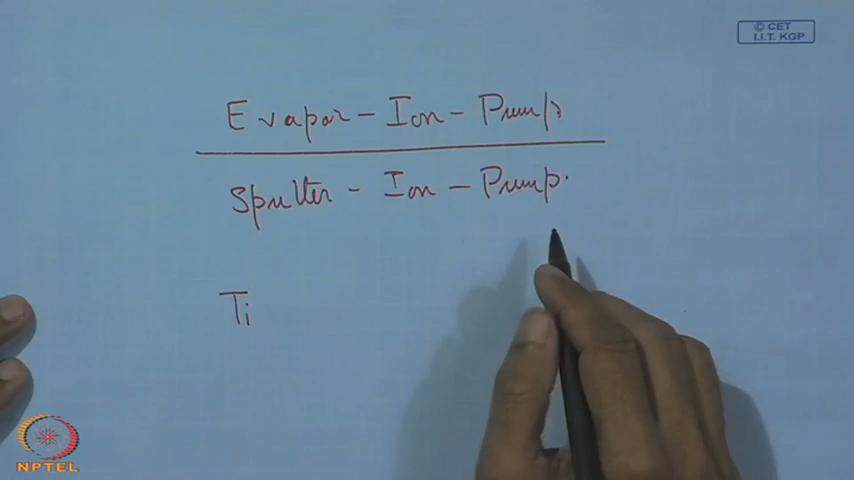 © CET
I.I.T. KGP
Evapor - Ion - Pump
Sputter - Ion - Pump.
Ti
NPTEL